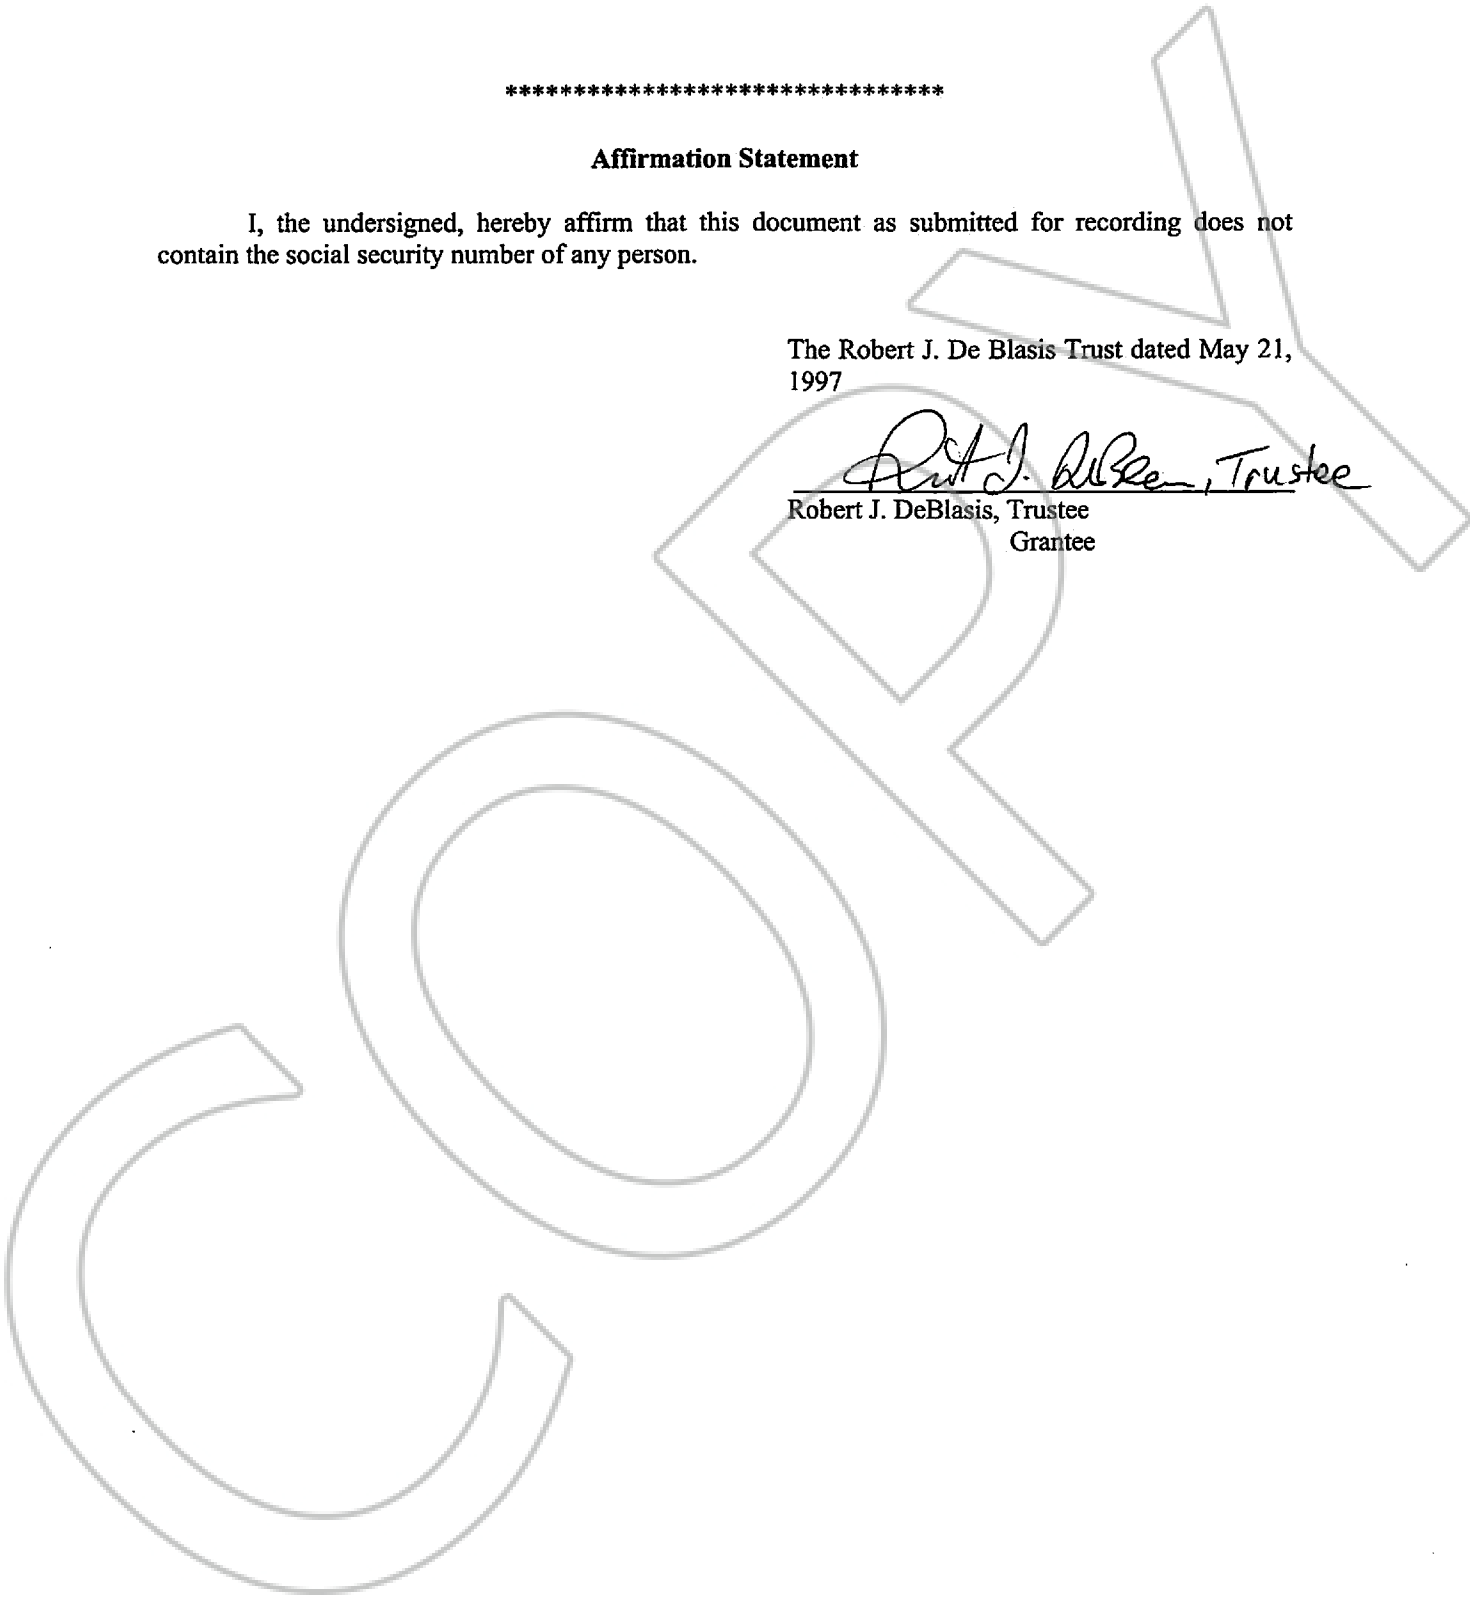 ********************************
Affirmation Statement
I, the undersigned, hereby affirm that this document as submitted for recording does not
contain the social security number of any person.
The Robert J. De Blasis Trust dated May 21,
1997
Robert J. DeBlasis, Trustee
Robert J. DeBlasis, Trustee
Grantee
COPY